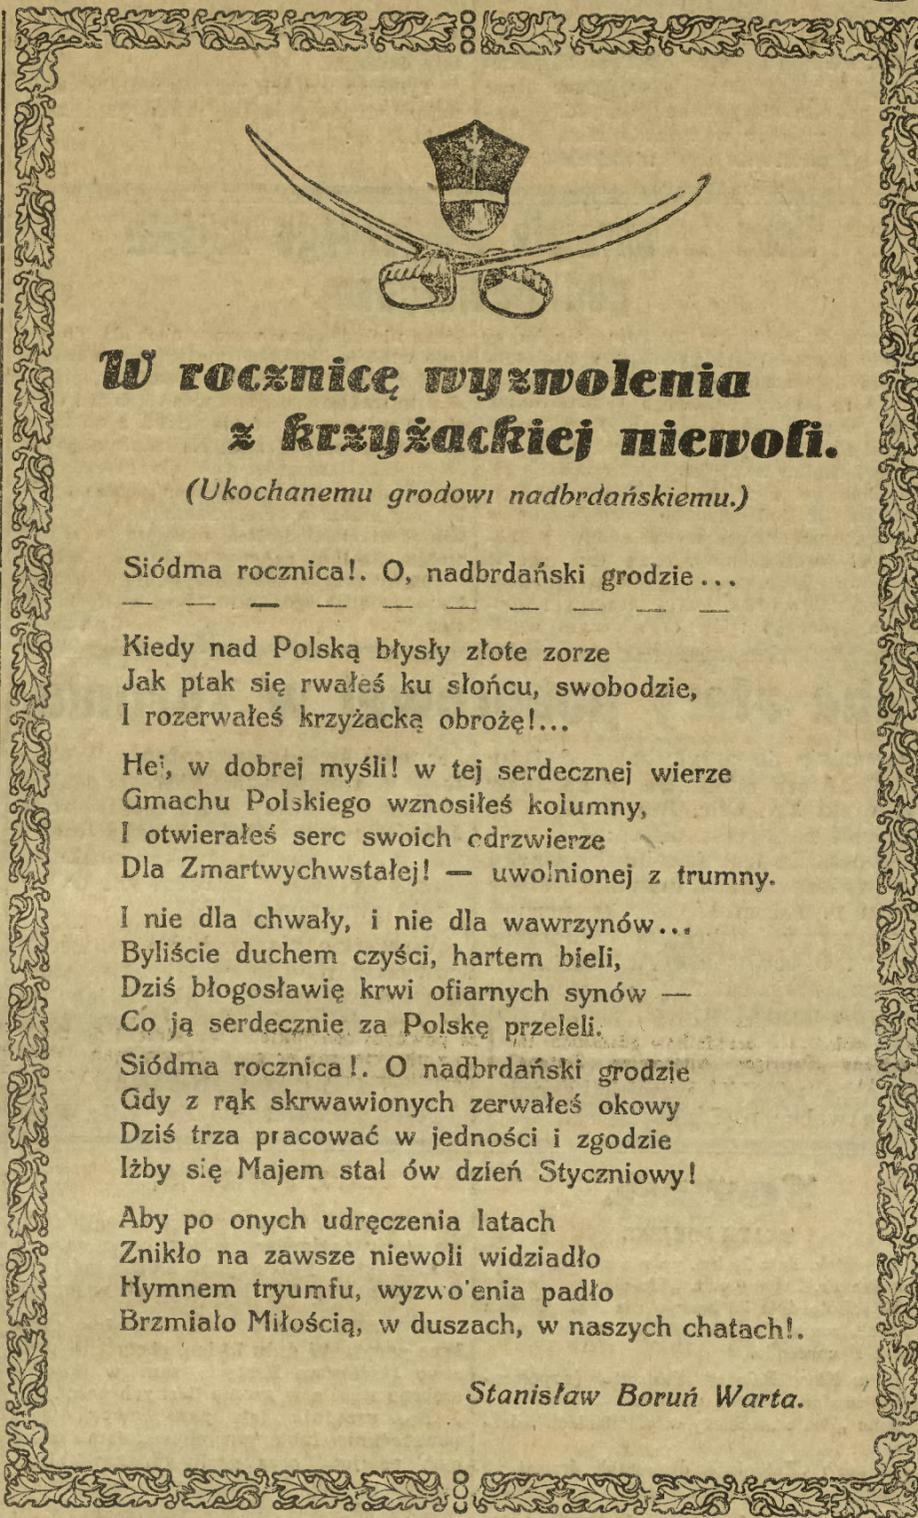 W rocznicę wyzwolenia
z krzyżackiej niewoli.
(Ukochanemu grodowi nadbrdańskiemu.)
Siódma rocznica!. O, nadbrdański grodzie...
— — — — — — — — — —
Kiedy nad Polską błysły złote zorze
Jak ptak się rwałeś ku słońcu, swobodzie,
I rozerwałeś krzyżacką obrożę!...
Hej, w dobrej myśli! w tej serdecznej wierze
Gmachu Polskiego wznosiłeś kolumny,
I otwierałeś serc swoich odrzwierze
Dla Zmartwychwstałej! — uwolnionej z trumny.
I nie dla chwały, i nie dla wawrzynów...
Byliście duchem czyści, hartem bieli,
Dziś błogosławię krwi ofiarnych synów —
Co ją serdecznie za Polskę przeleli.
Siódma rocznica!. O nadbrdański grodzie
Gdy z rąk skrwawionych zerwałeś okowy
Dziś trza pracować w jedności i zgodzie
Iżby się Majem stal ów dzień Styczniowy!
Aby po onych udręczenia latach
Znikło na zawsze niewoli widziadło
Hymnem tryumfu, wyzwolenia padło
Brzmialo Miłością, w duszach, w naszych chatach!.
Stanisław Boruń Warta.